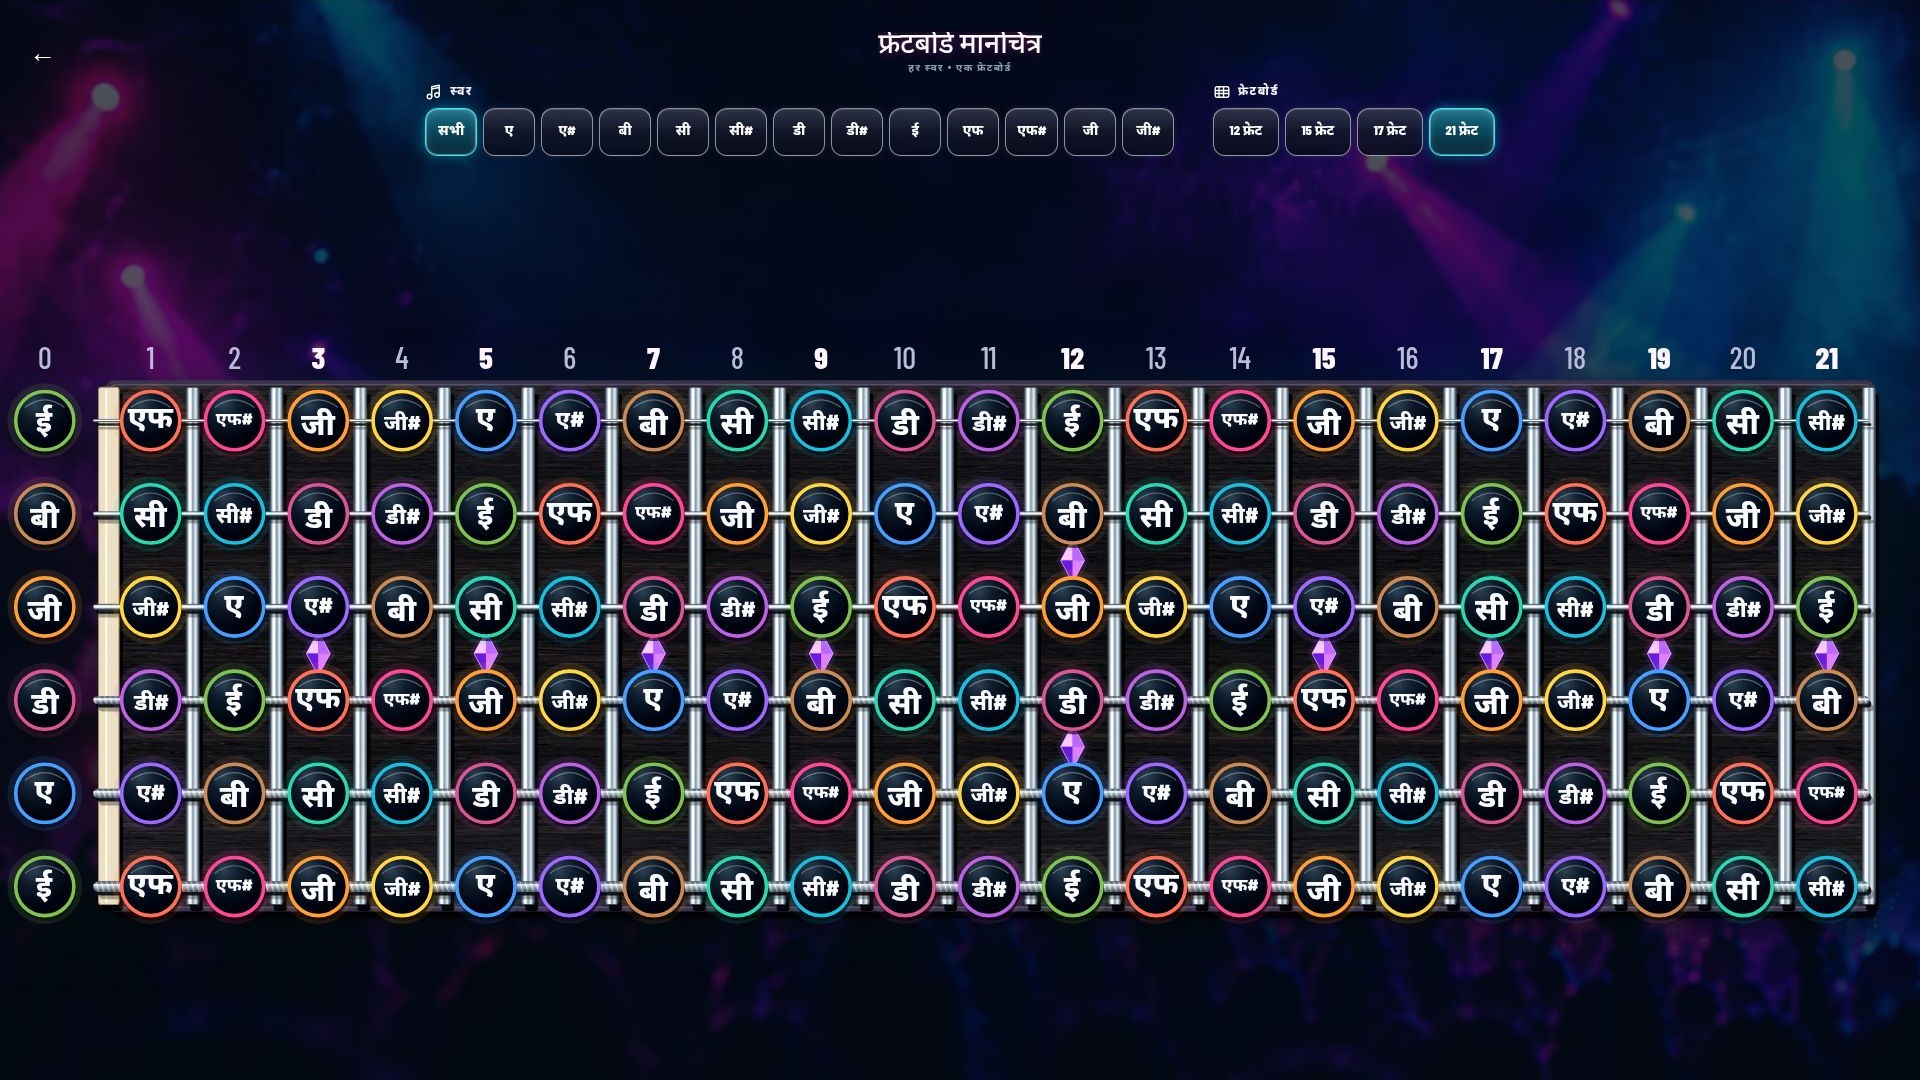 ←
फ्रेटबोर्ड मानचित्र
हर स्वर • एक फ्रेटबोर्ड
स्वर
फ्रेटबोर्ड
सभी ए ए# बी सी सी# डी डी# ई एफ एफ# जी जी#
12 फ्रेट 15 फ्रेट 17 फ्रेट 21 फ्रेट
0 1 2 3 4 5 6 7 8 9 10 11 12 13 14 15 16 17 18 19 20 21
ई एफ एफ# जी जी# ए ए# बी सी सी# डी डी# ई एफ एफ# जी जी# ए ए# बी सी सी#
बी सी सी# डी डी# ई एफ एफ# जी जी# ए ए# बी सी सी# डी डी# ई एफ एफ# जी जी#
जी जी# ए ए# बी सी सी# डी डी# ई एफ एफ# जी जी# ए ए# बी सी सी# डी डी# ई
डी डी# ई एफ एफ# जी जी# ए ए# बी सी सी# डी डी# ई एफ एफ# जी जी# ए ए# बी
ए ए# बी सी सी# डी डी# ई एफ एफ# जी जी# ए ए# बी सी सी# डी डी# ई एफ एफ#
ई एफ एफ# जी जी# ए ए# बी सी सी# डी डी# ई एफ एफ# जी जी# ए ए# बी सी सी#